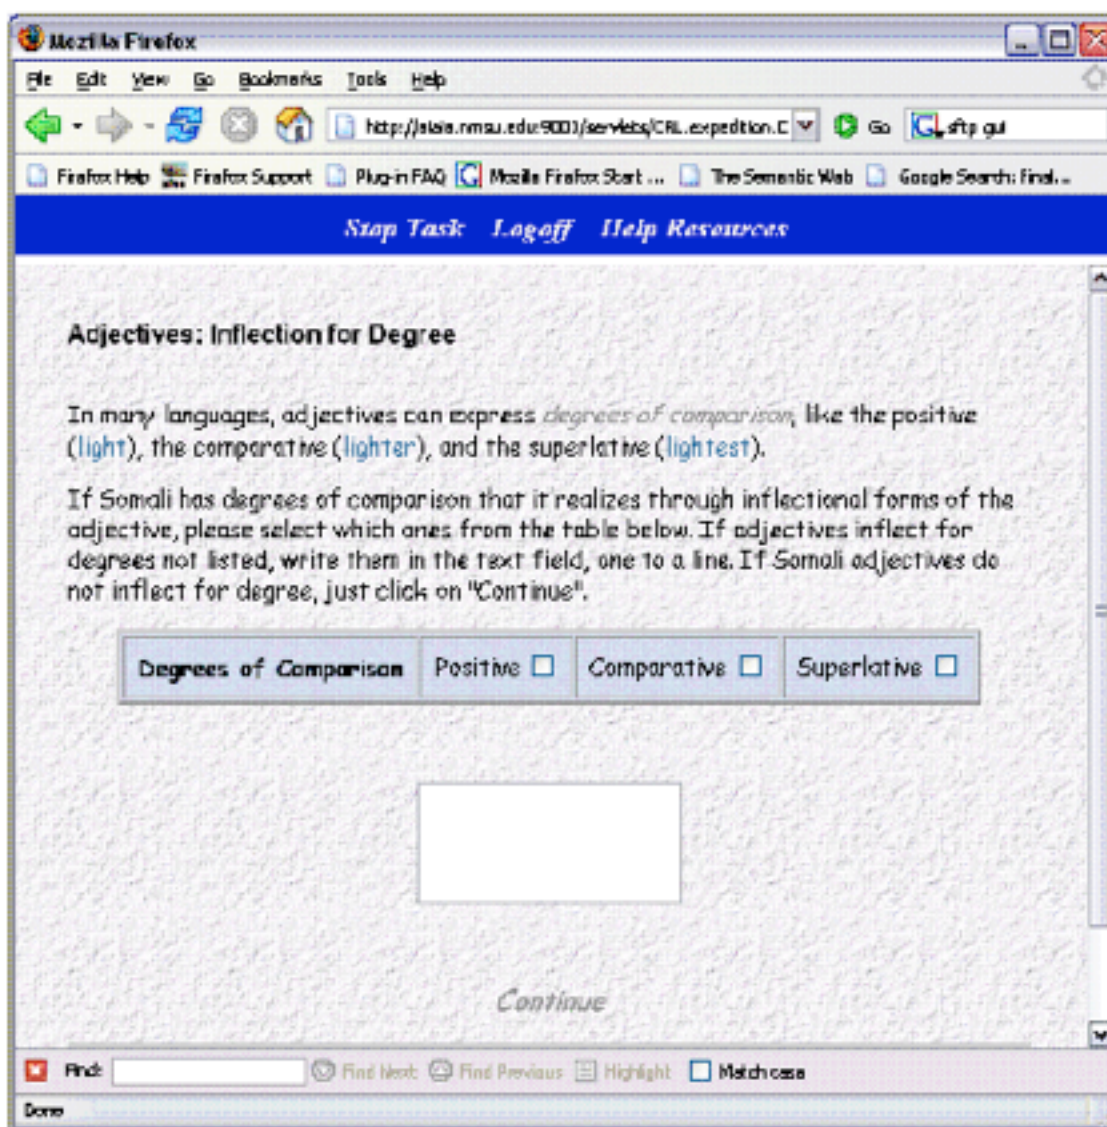 Mozilla Firefox
File Edit View Go Bookmarks Tools Help
Go sftp gui
Firefox Help Firefox Support Plug-in FAQ Mozilla Firefox Start ... The Semantic Web Google Search: final...
Stop Task Logoff Help Resources
Adjectives: Inflection for Degree
In many languages, adjectives can express degrees of comparison, like the positive
(light), the comparative (lighter), and the superlative (lightest).
If Somali has degrees of comparison that it realizes through inflectional forms of the
adjective, please select which ones from the table below. If adjectives inflect for
degrees not listed, write them in the text field, one to a line. If Somali adjectives do
not inflect for degree, just click on "Continue".
Degrees of Comparison Positive Comparative Superlative
Continue
Find: Find Next Find Previous Highlight Match case
Done